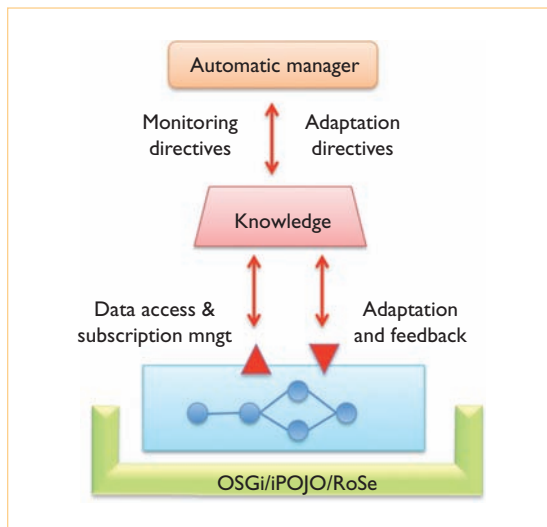 Automatic manager
Monitoring Adaptation
directives directives
Knowledge
Data access & Adaptation
subscription mngt and feedback
OSGi/iPOJO/RoSe